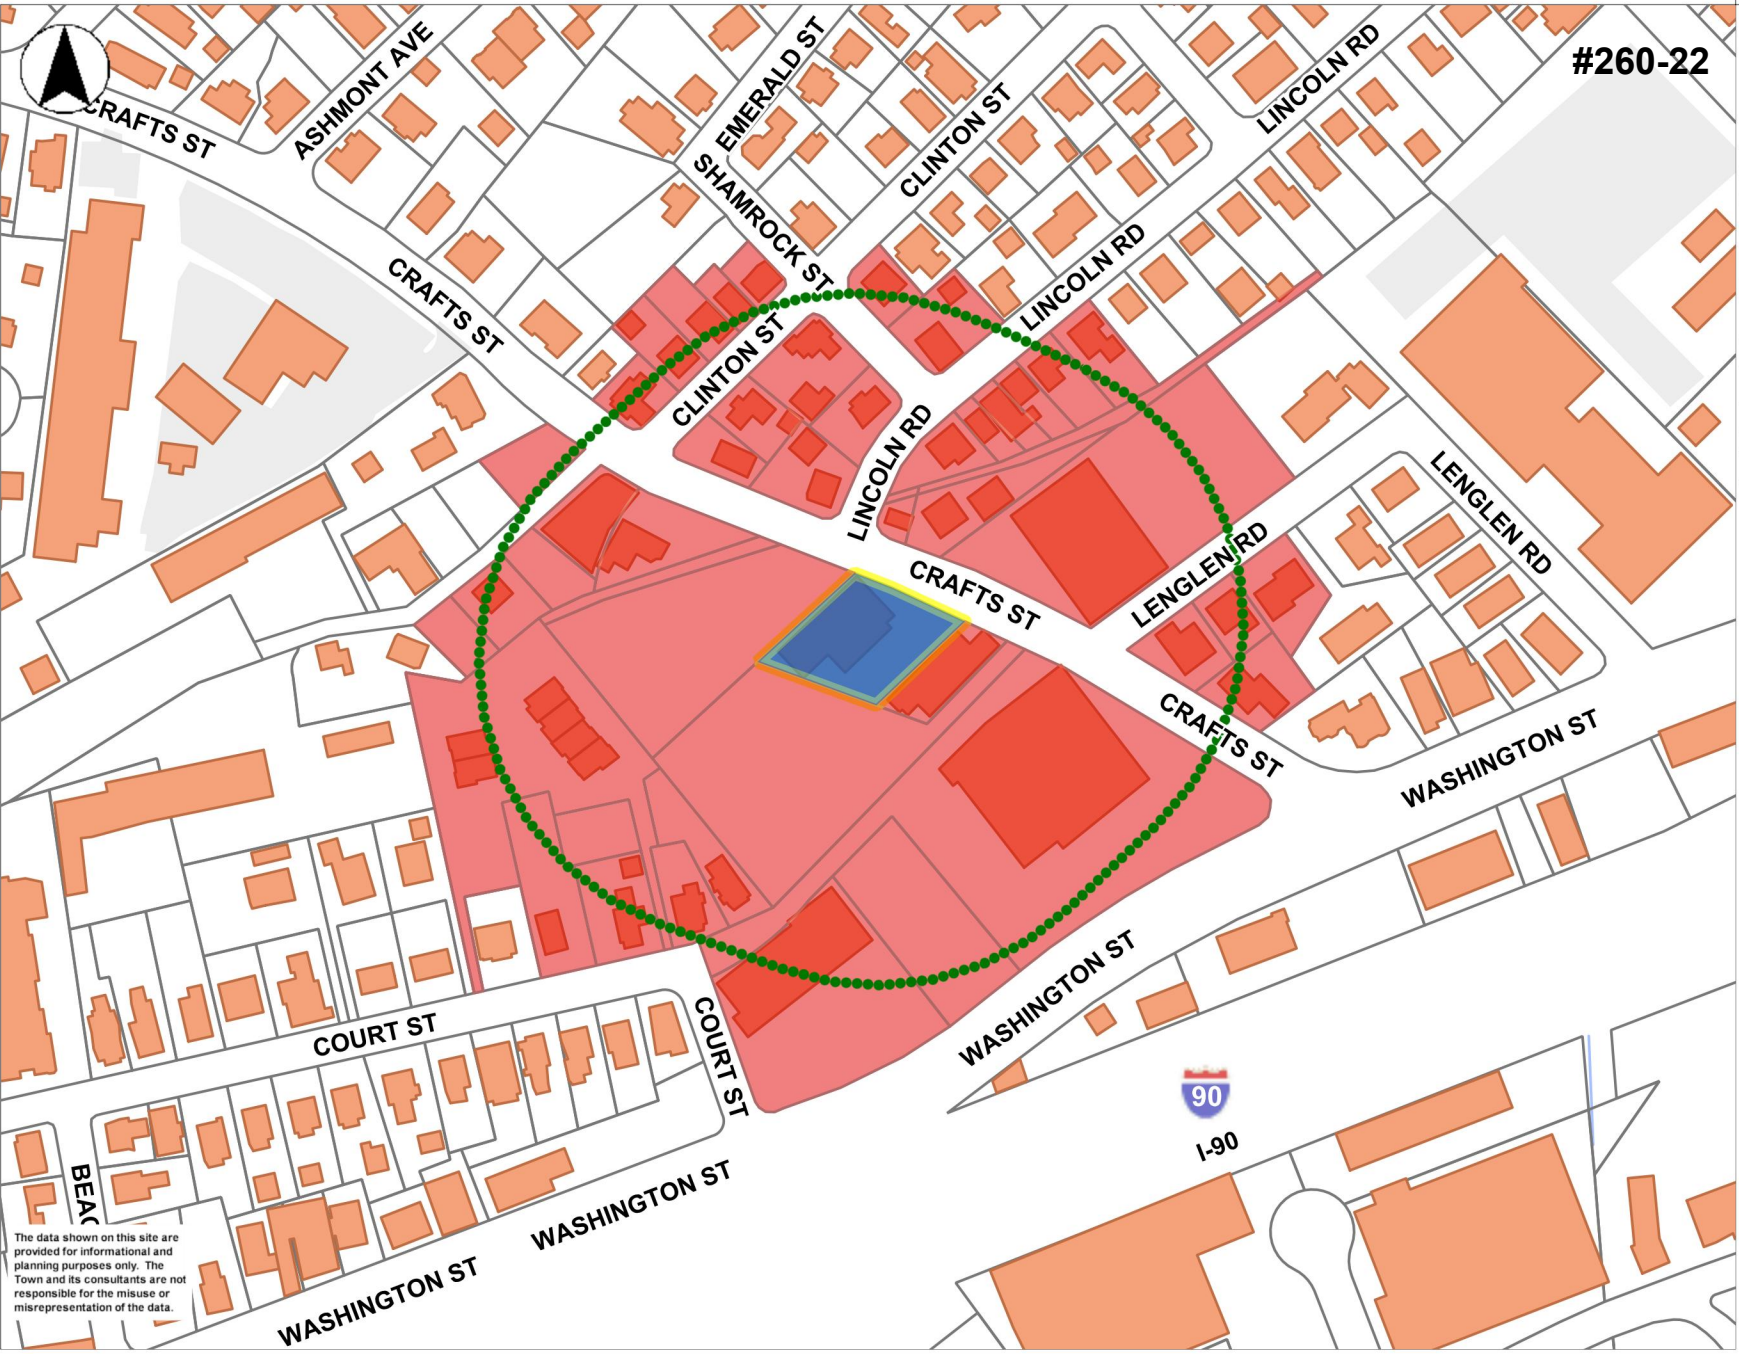 #260-22
CRAFTS ST
ASHMONT AVE
EMERALD ST
CLINTON ST
LINCOLN RD
SHAMROCK ST
CRAFTS ST
LINCOLN RD
CLINTON ST
LINCOLN RD
LENGLEN RD
LENGLEN RD
CRAFTS ST
CRAFTS ST
WASHINGTON ST
WASHINGTON ST
COURT ST
COURT ST
90
I-90
BEAC
WASHINGTON ST
WASHINGTON ST
The data shown on this site are
provided for informational and
planning purposes only. The
Town and its consultants are not
responsible for the misuse or
misrepresentation of the data.